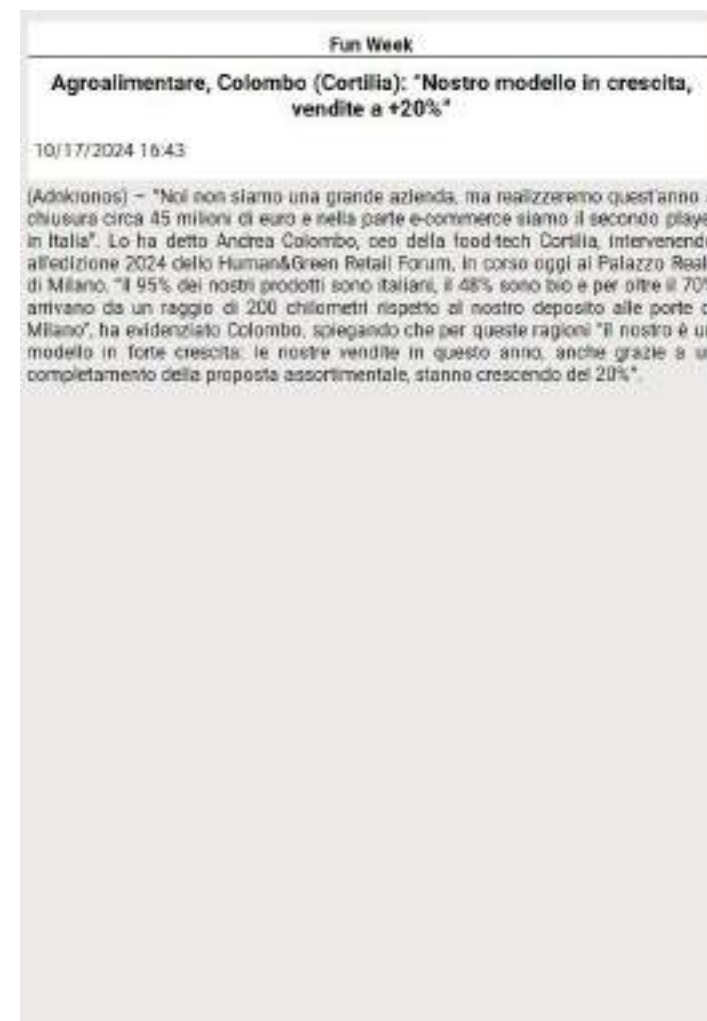 Fun Week
Agroalimentare, Colombo (Cortilia): "Nostro modello in crescita,
vendite a +20%"
10/17/2024 16:43
(Adnkronos) – "Noi non siamo una grande azienda, ma realizzeremo quest'anno a
chiusura circa 45 milioni di euro e nella parte e-commerce siamo il secondo playe
in Italia". Lo ha detto Andrea Colombo, ceo della food-tech Cortilia, intervenendo
all'edizione 2024 dello Human&Green Retail Forum, in corso oggi al Palazzo Real
di Milano. "Il 95% dei nostri prodotti sono italiani, il 48% sono bio e per oltre il 70%
arrivano da un raggio di 200 chilometri rispetto al nostro deposito alle porte d
Milano", ha evidenziato Colombo, spiegando che per queste ragioni "il nostro è un
modello in forte crescita: le nostre vendite in questo anno, anche grazie a un
completamento della proposta assortimentale, stanno crescendo del 20%".